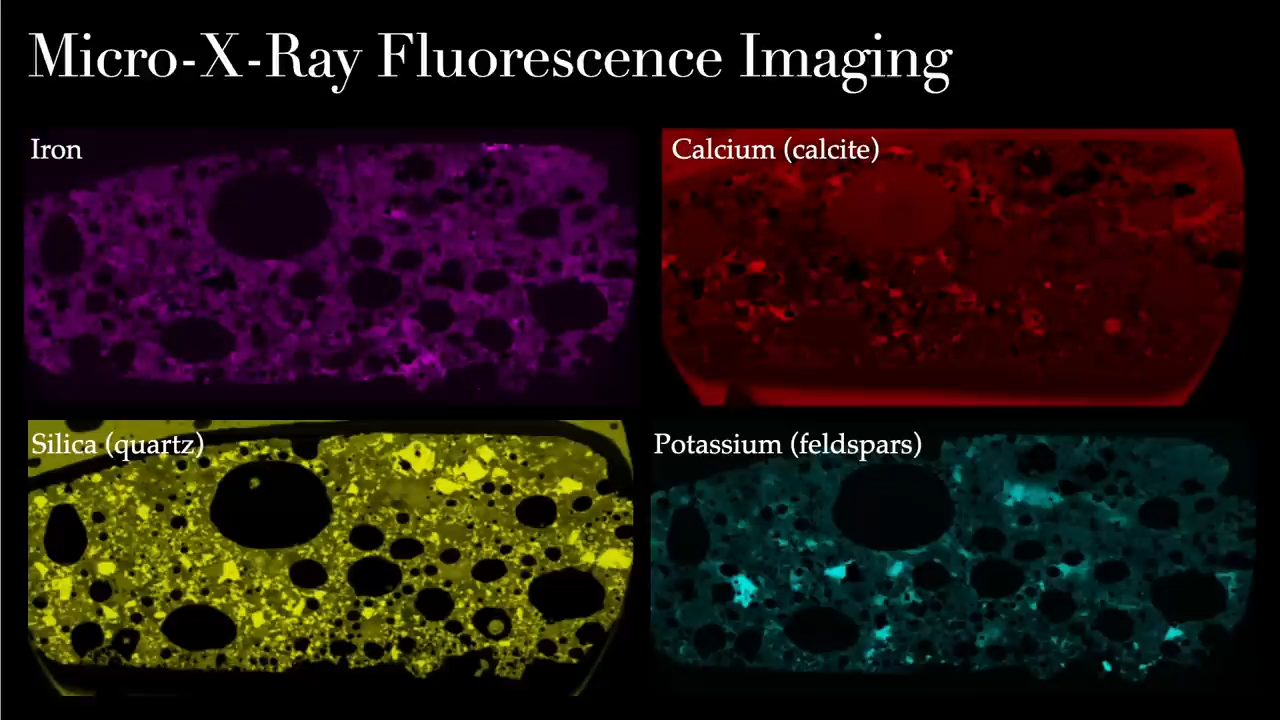 Micro-X-Ray Fluorescence Imaging
Iron
Calcium (calcite)
Silica (quartz)
Potassium (feldspars)